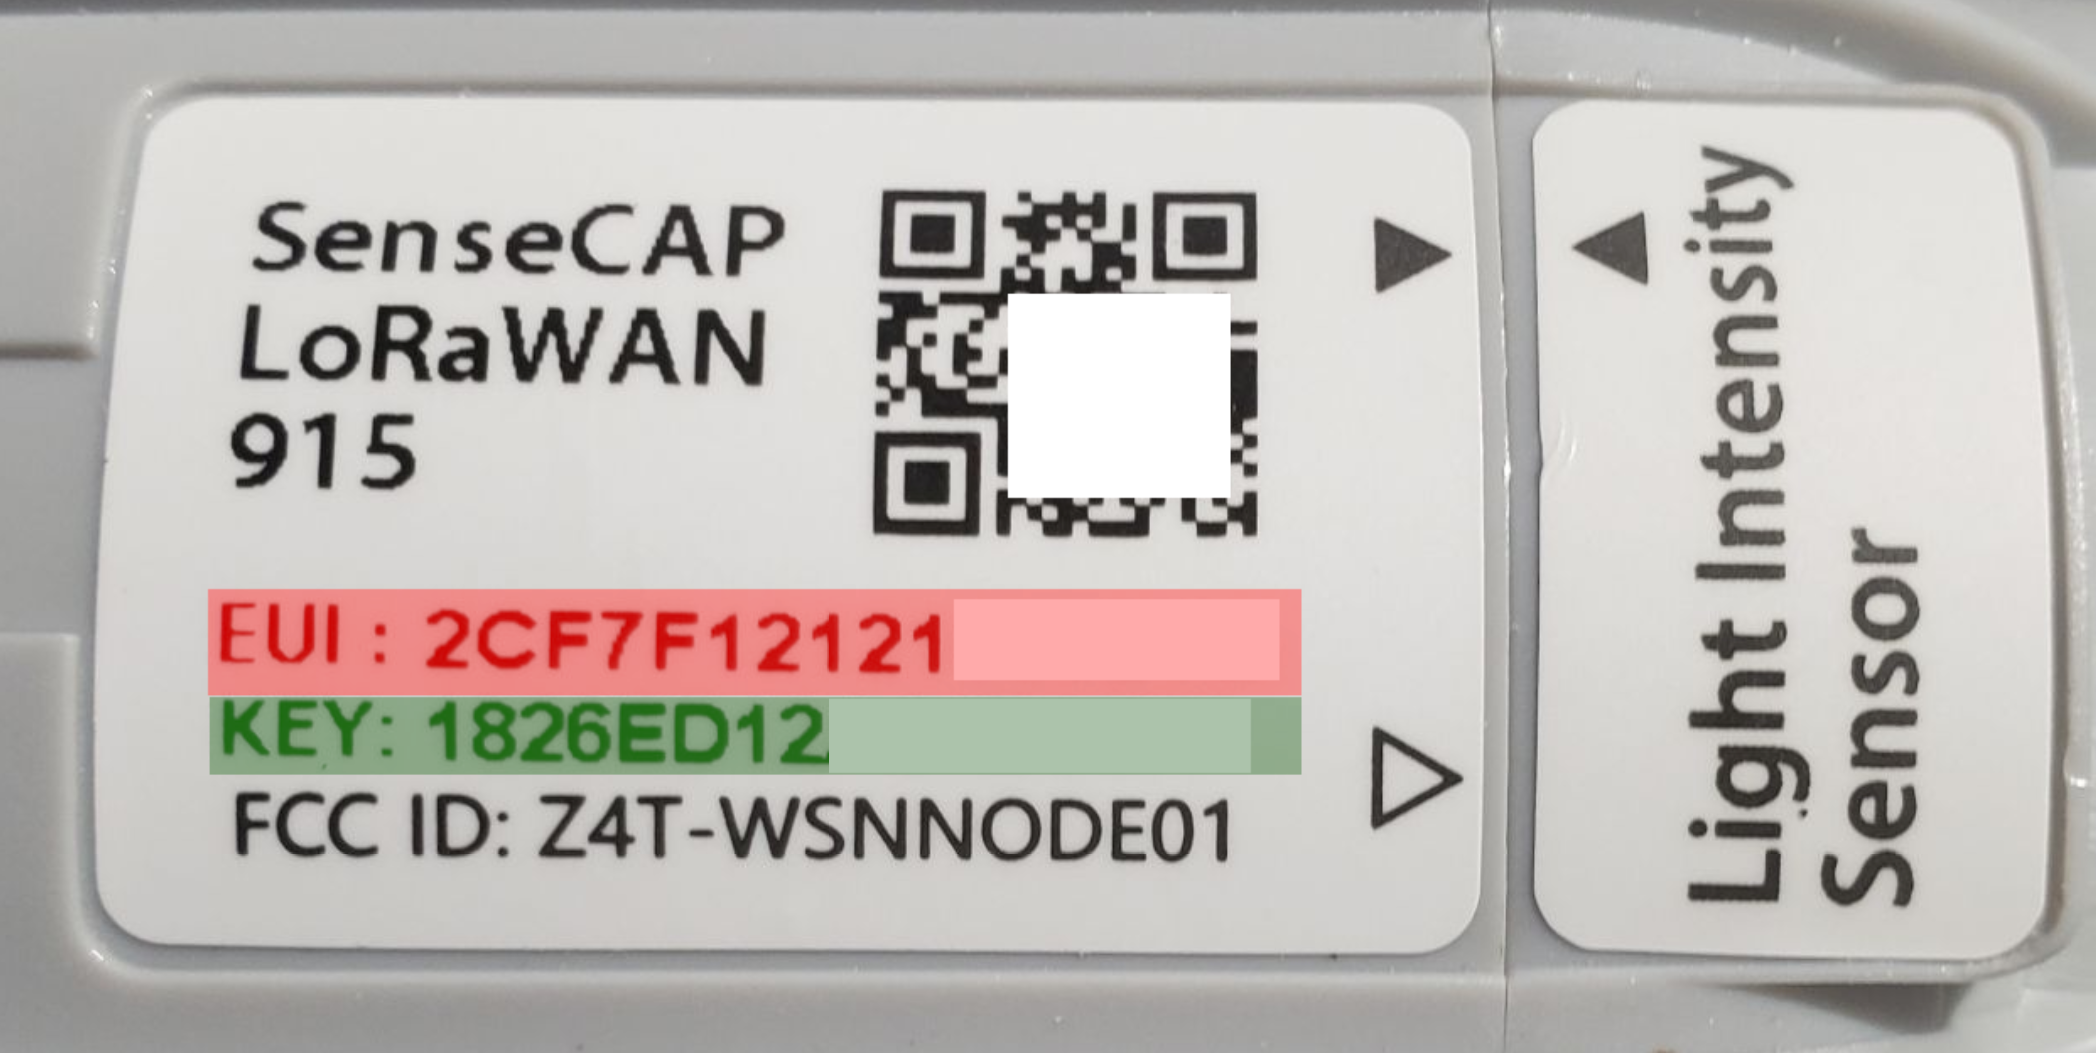 SenseCAP
LoRaWAN
915
EUI : 2CF7F12121
KEY: 1826ED12
FCC ID: Z4T-WSNNODE01
Light Intensity
Sensor